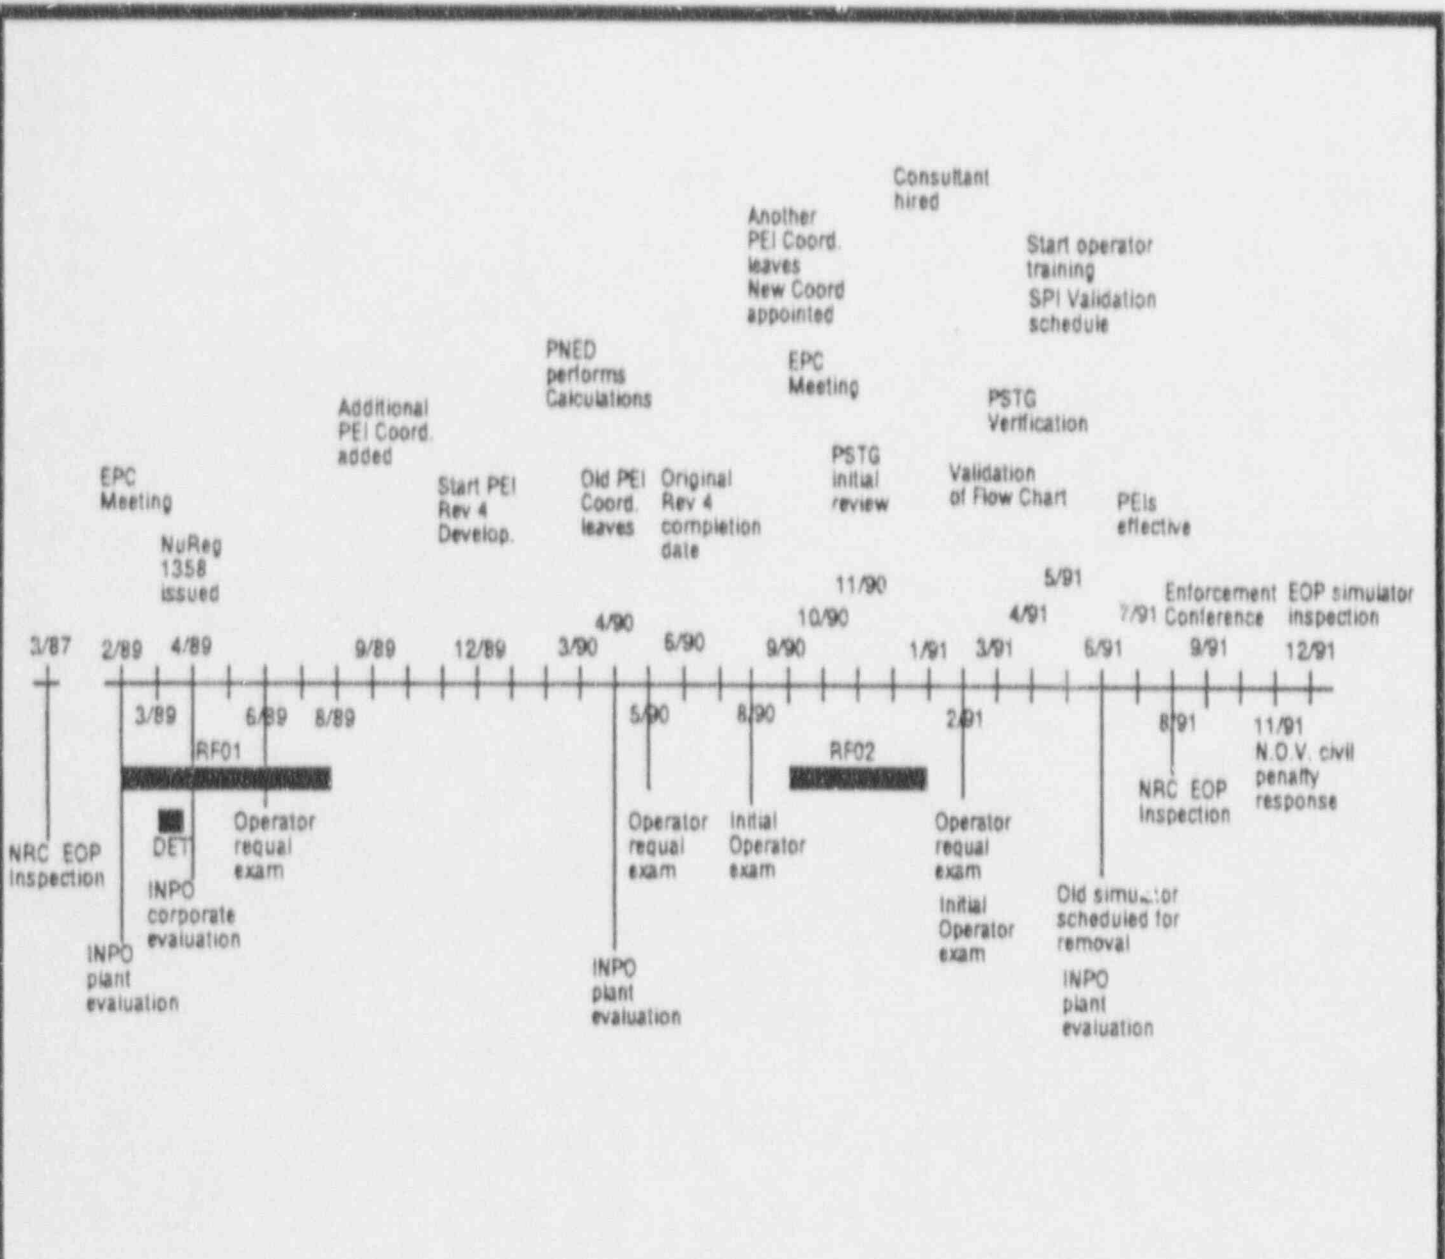 Consultant
hired
Another
PEI Coord.
leaves
New Coord
appointed
Start operator
training
SPI Validation
schedule
PNED
performs
Calculations
EPC
Meeting
PSTG
Verification
Additional
PEI Coord.
added
EPC
Meeting
Start PEI
Rev 4
Develop.
Old PEI
Coord.
leaves
Original
Rev 4
completion
date
PSTG
initial
review
Validation
of Flow Chart
PEIs
effective
NuReg
1358
issued
Enforcement
Conference
EOP simulator
inspection
11/90
5/91
4/90
10/90
4/91
7/91
3/87
2/89
4/89
9/89
12/89
3/90
6/90
9/90
1/91
3/91
6/91
9/91
12/91
3/89
6/89
8/89
5/90
8/90
2/91
8/91
11/91
RF01
RF02
N.O.V. civil
penalty
response
NRC EOP
Inspection
DET
Operator
requal
exam
Operator
requal
exam
Initial
Operator
exam
Operator
requal
exam
NRC EOP
Inspection
INPO
corporate
evaluation
Initial
Operator
exam
Old
scheduled for
removal
INPO
plant
evaluation
INPO
plant
evaluation
INPO
plant
evaluation